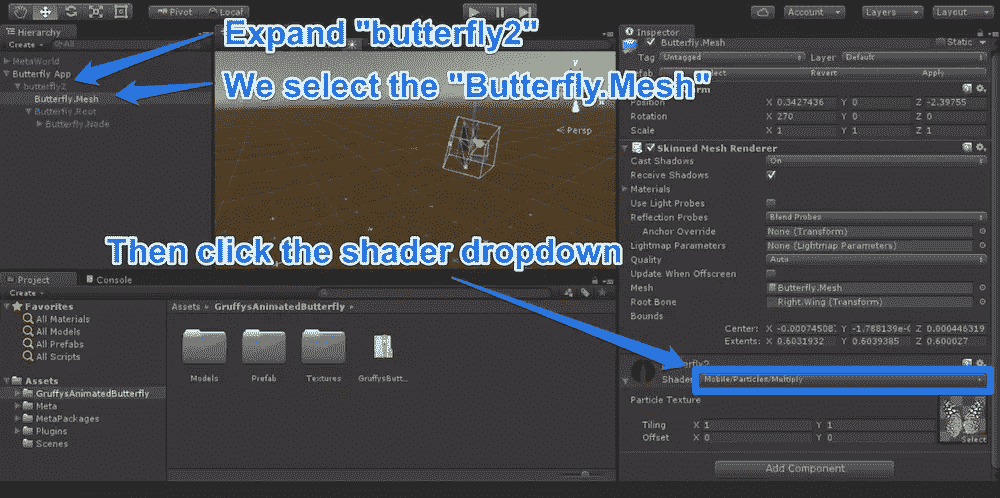 Pivot
Local
Account
Layers
Layout
Hierarchy
Create
All
Expand "butterfly2"
We select the "Butterfly.Mesh"
Then click the shader dropdown
MetaWorld
Butterfly App
butterfly2
Butterfly.Mesh
Butterfly.Root
Butterfly.Node
Persp
Inspector
Butterfly.Mesh
Static
Tag Untagged Layer Default
Revert Apply
Position X 0.3427436 Y 0 Z -2.39755
Rotation X 270 Y 0 Z 0
Scale X 1 Y 1 Z 1
Skinned Mesh Renderer
Cast Shadows On
Receive Shadows
Materials
Use Light Probes
Reflection Probes Blend Probes
Anchor Override None (Transform)
Lightmap Parameters None (Lightmap Parameters)
Quality Auto
Update When Offscreen
Mesh Butterfly.Mesh
Root Bone Right.Wing (Transform)
Bounds
Center: X Y Z 0.000446319
Extents: X 0.6031932 Y 0.6039385 Z 0.600027
Shader Mobile/Particles/Multiply
Particle Texture
Tiling X 1 Y 1
Offset X 0 Y 0
Select
Add Component
Project
Console
Create
Favorites
All Materials
All Models
All Prefabs
All Scripts
Assets
GruffysAnimatedButterfly
Meta
MetaPackages
Plugins
Scenes
Assets GruffysAnimatedButterfly
Models
Prefab
Textures
GruffysButt...